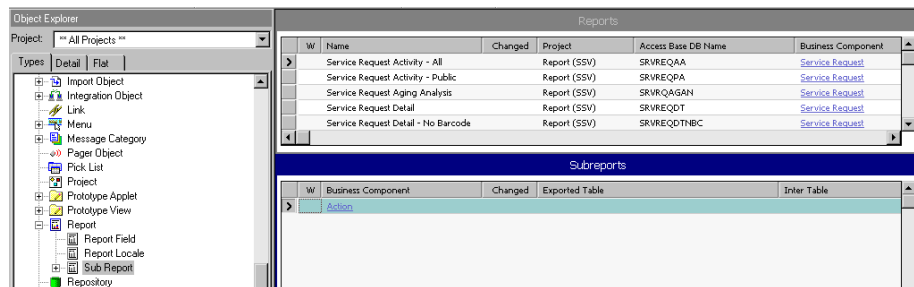 Object Explorer
Project: ** All Projects **
Types Detail Flat
Import Object
Integration Object
Link
Menu
Message Category
Pager Object
Pick List
Project
Prototype Applet
Prototype View
Report
Report Field
Report Locale
Sub Report
Repository
Reports
W Name Changed Project Access Base DB Name Business Component
Service Request Activity - All Report (SSV) SRVREQAA Service Request
Service Request Activity - Public Report (SSV) SRVREQPA Service Request
Service Request Aging Analysis Report (SSV) SRVRQAGAN Service Request
Service Request Detail Report (SSV) SRVREQDT Service Request
Service Request Detail - No Barcode Report (SSV) SRVREQDTNBC Service Request
Subreports
W Business Component Changed Exported Table Inter Table
Action